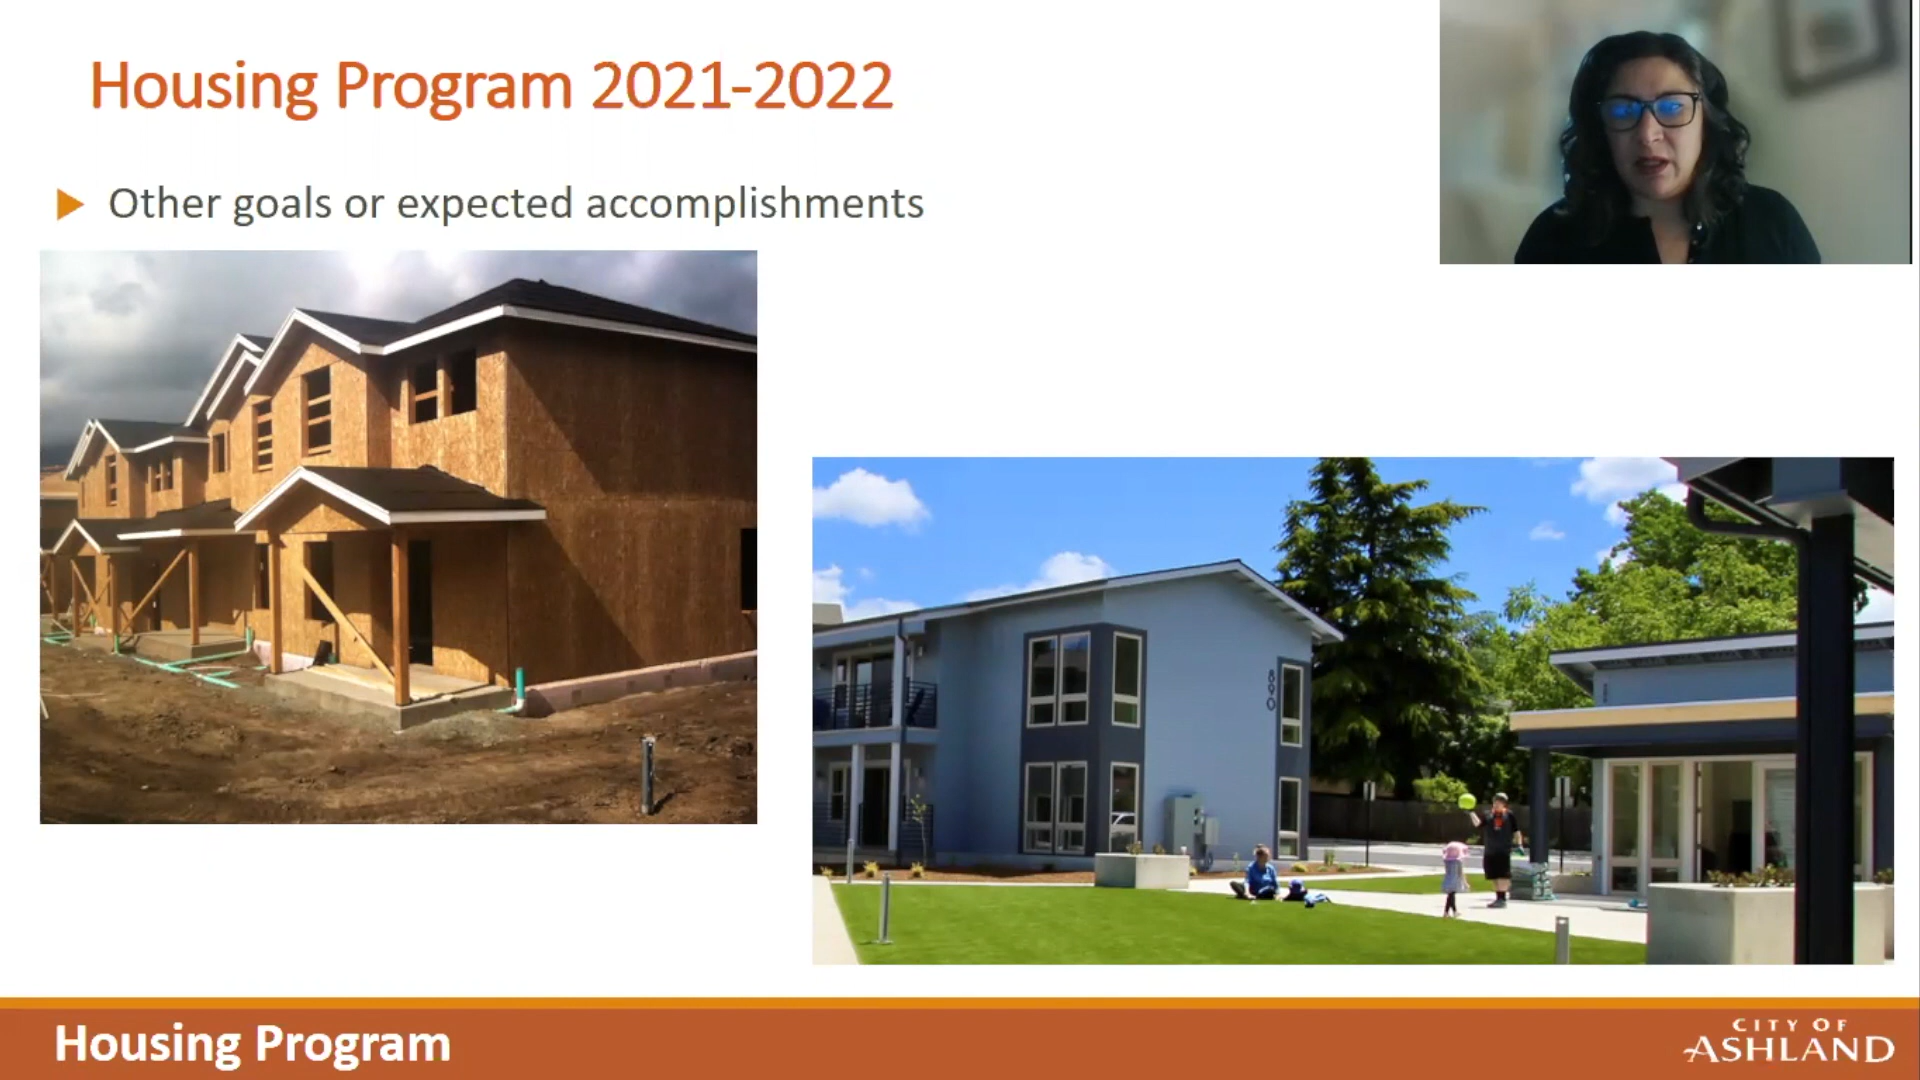 Housing Program 2021-2022
Other goals or expected accomplishments
890
Housing Program
CITY OF
ASHLAND